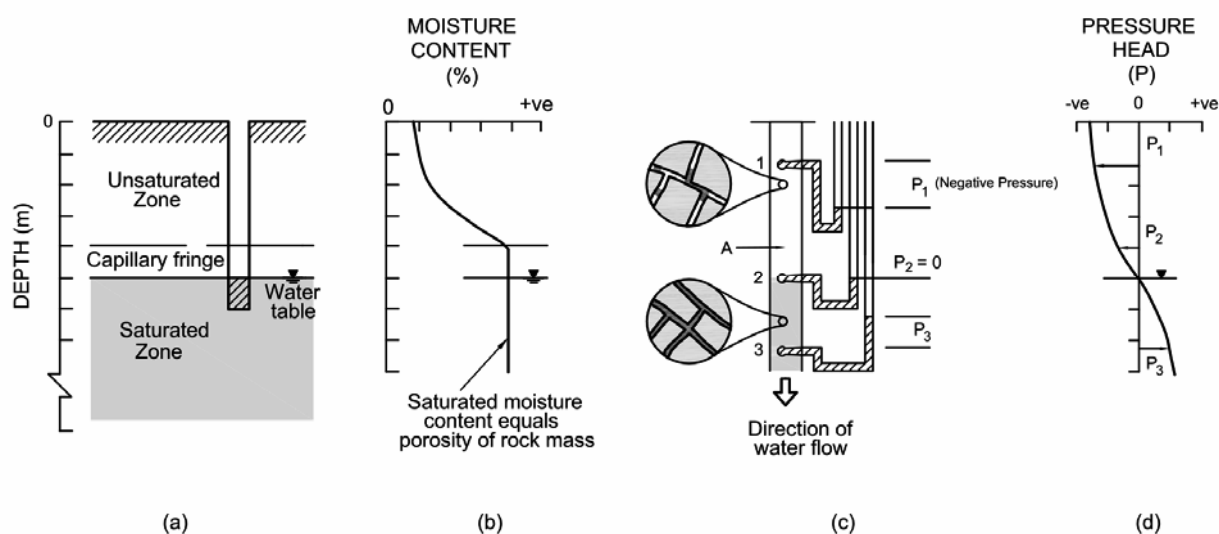 0
DEPTH (m)
Unsaturated
Zone
Capillary fringe
Water
table
Saturated
Zone
(a)
MOISTURE
CONTENT
(%)
0
+ve
Saturated moisture
content equals
porosity of rock mass
(b)
1
A
2
3
P1 (Negative Pressure)
P2 = 0
P3
Direction of
water flow
(c)
PRESSURE
HEAD
(P)
-ve 0 +ve
P1
P2
P3
(d)